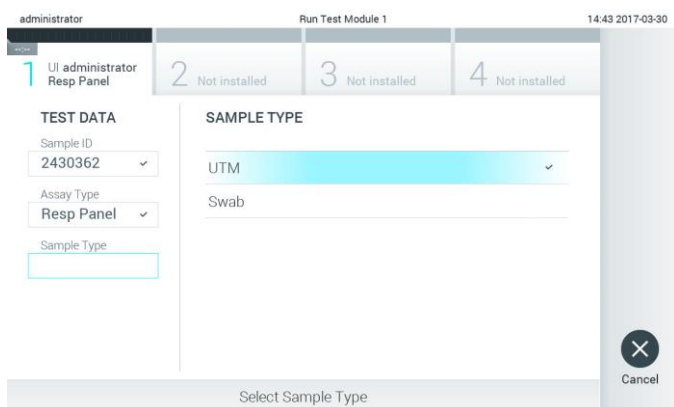 administrator
Run Test Module 1
14:43 2017-03-30
--:--
1 UI administrator
Resp Panel
2 Not installed
3 Not installed
4 Not installed
TEST DATA
Sample ID
2430362
Assay Type
Resp Panel
Sample Type
SAMPLE TYPE
UTM
Swab
Cancel
Select Sample Type